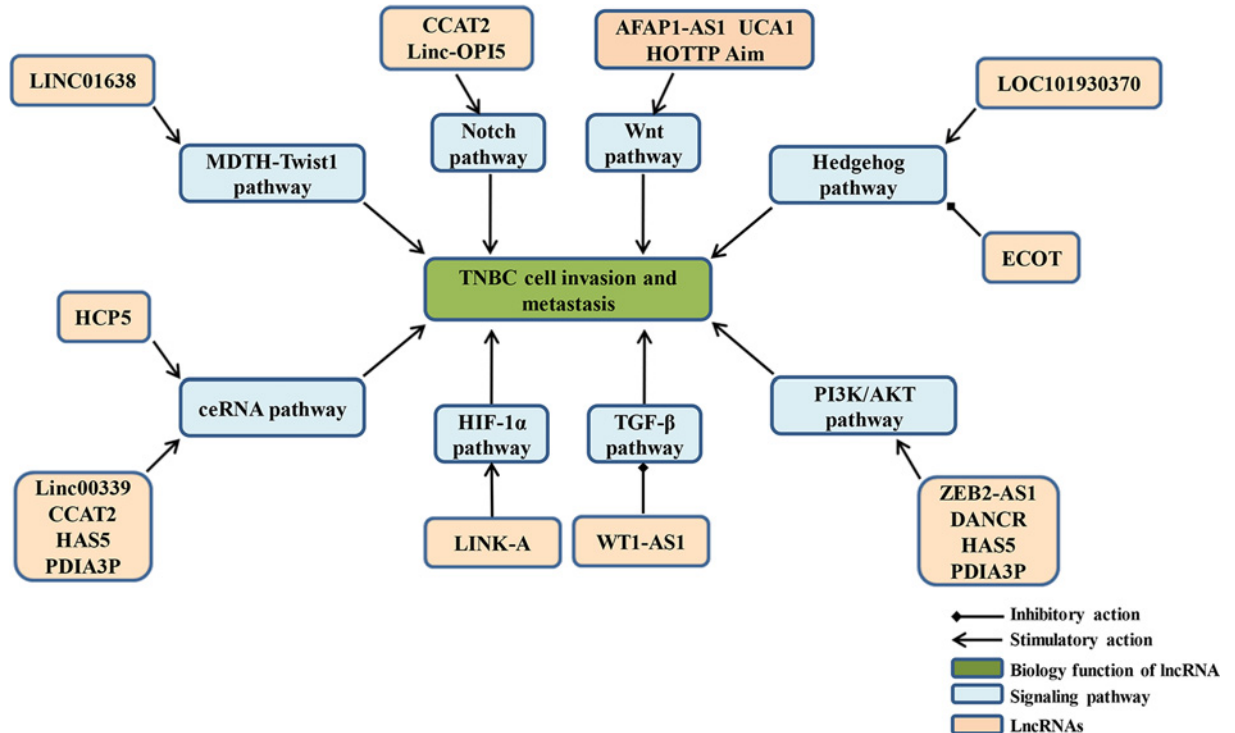 CCAT2
Linc-OPI5
AFAP1-AS1 UCA1
HOTTP Aim
LINC01638
LOC101930370
Notch
pathway
Wnt
pathway
MDTH-Twist1
pathway
Hedgehog
pathway
ECOT
TNBC cell invasion and
metastasis
HCP5
ceRNA pathway
HIF-1α
pathway
TGF-β
pathway
PI3K/AKT
pathway
Linc00339
CCAT2
HAS5
PDIA3P
LINK-A
WT1-AS1
ZEB2-AS1
DANCR
HAS5
PDIA3P
Inhibitory action
Stimulatory action
Biology function of lncRNA
Signaling pathway
LncRNAs